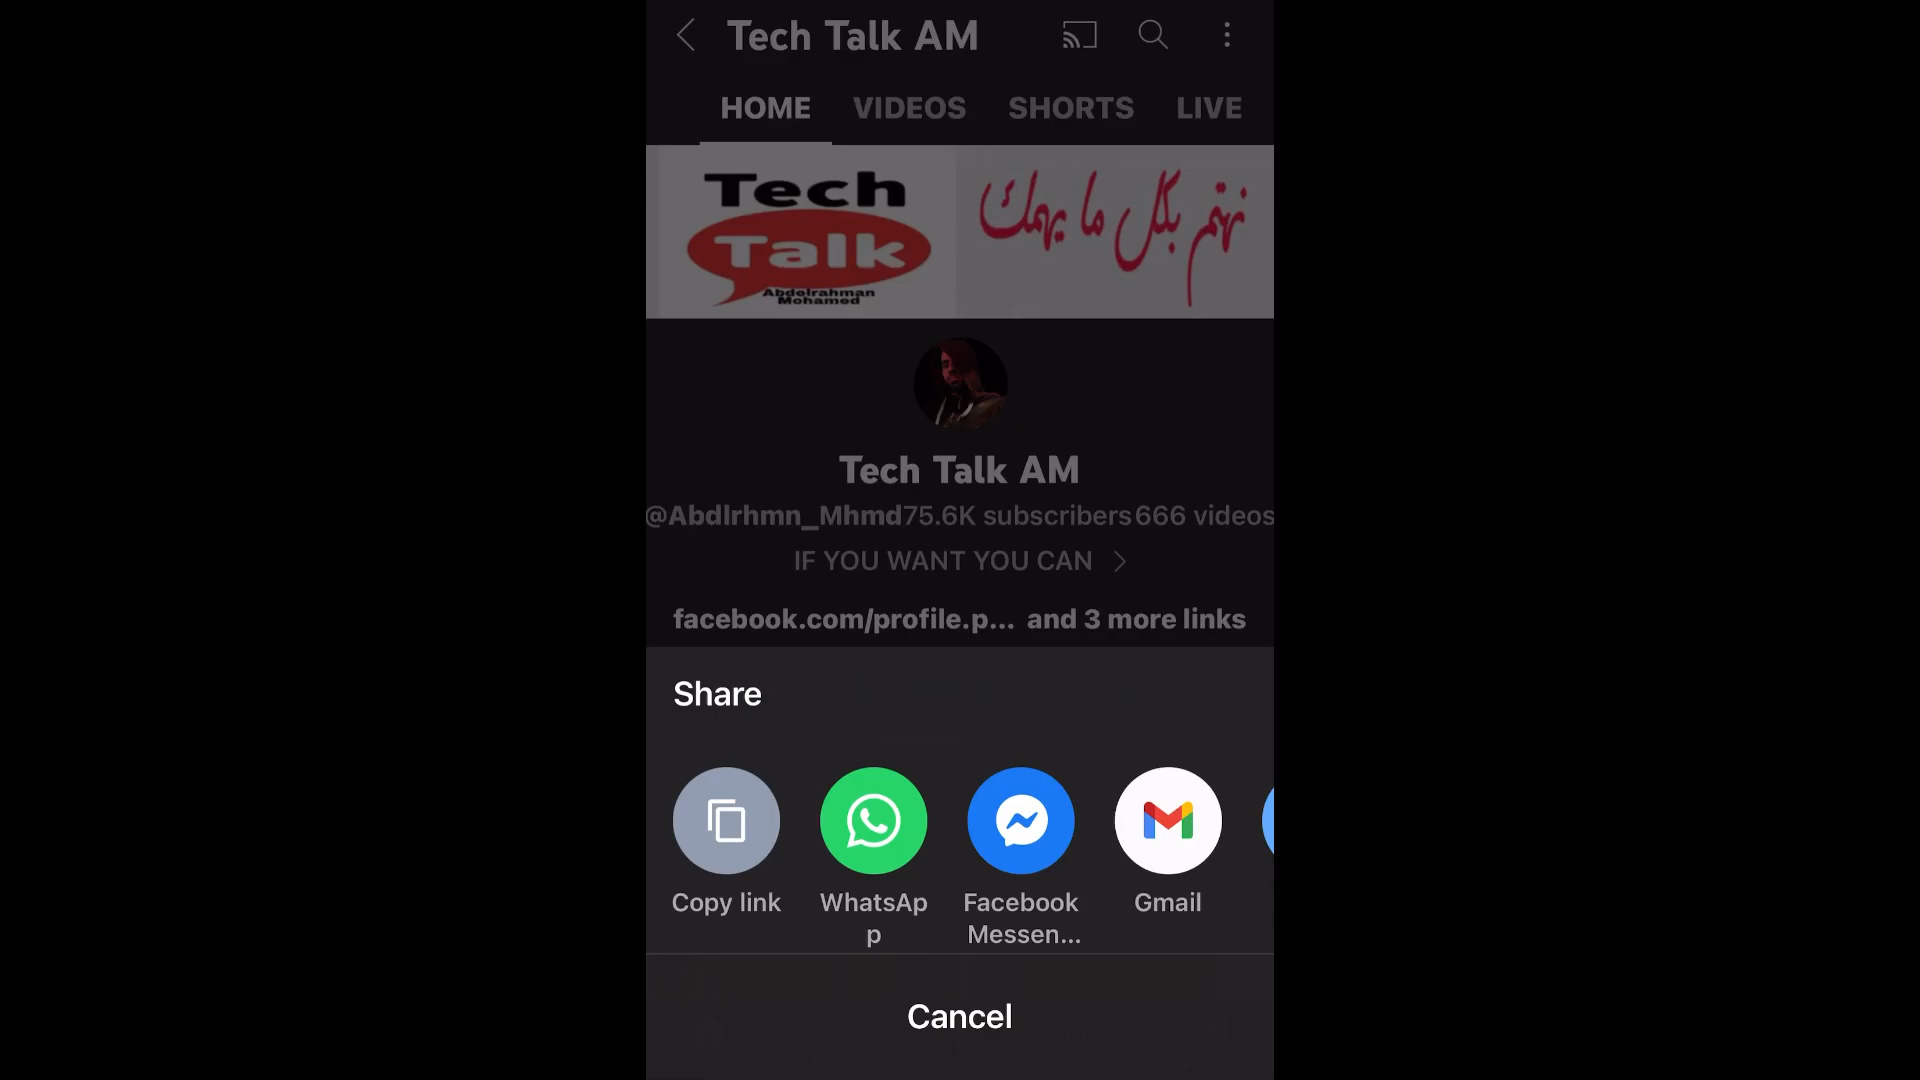 Tech Talk AM
HOME VIDEOS SHORTS LIVE
Tech
Talk
Abdelrahman
Mohamed
نهتم بكل ما يهمك
Tech Talk AM
@Abdlrhmn_Mhmd75.6K subscribers 666 videos
IF YOU WANT YOU CAN
facebook.com/profile.p... and 3 more links
Share
Copy link
WhatsAp
p
Facebook
Messen...
Gmail
Cancel